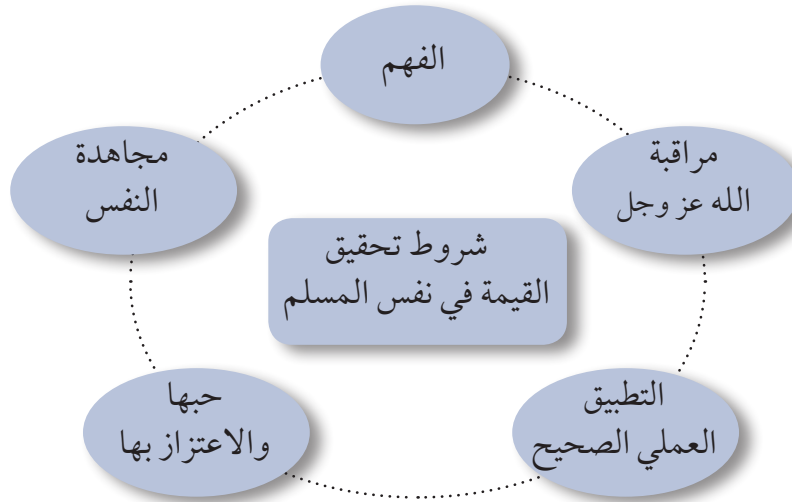 الفهم
مراقبة
الله عز وجل
مجاهدة
النفس
شروط تحقيق
القيمة في نفس المسلم
التطبيق
العملي الصحيح
حبها
والاعتزاز بها